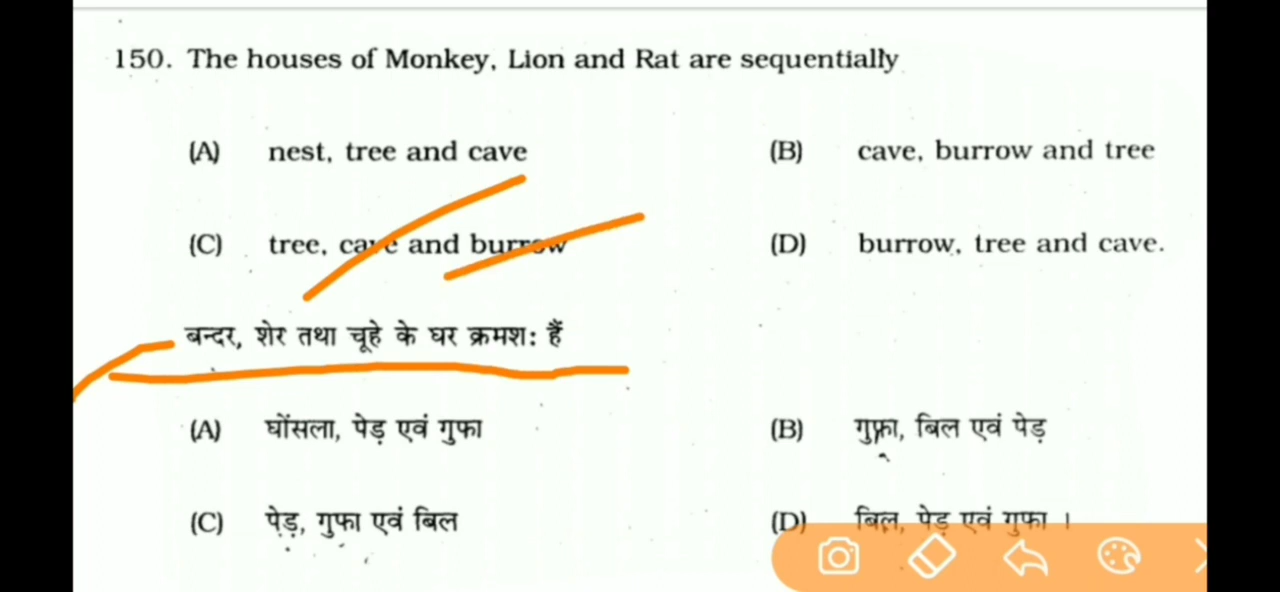 150. The houses of Monkey, Lion and Rat are sequentially
(A) nest, tree and cave (B) cave, burrow and tree
(C) tree, cave and burrow (D) burrow, tree and cave.
बन्दर, शेर तथा चूहे के घर क्रमशः हैं
(A) घोंसला, पेड़ एवं गुफा (B) गुफा, बिल एवं पेड़
(C) पेड़, गुफा एवं बिल (D) बिल, पेड़ एवं गुफा ।